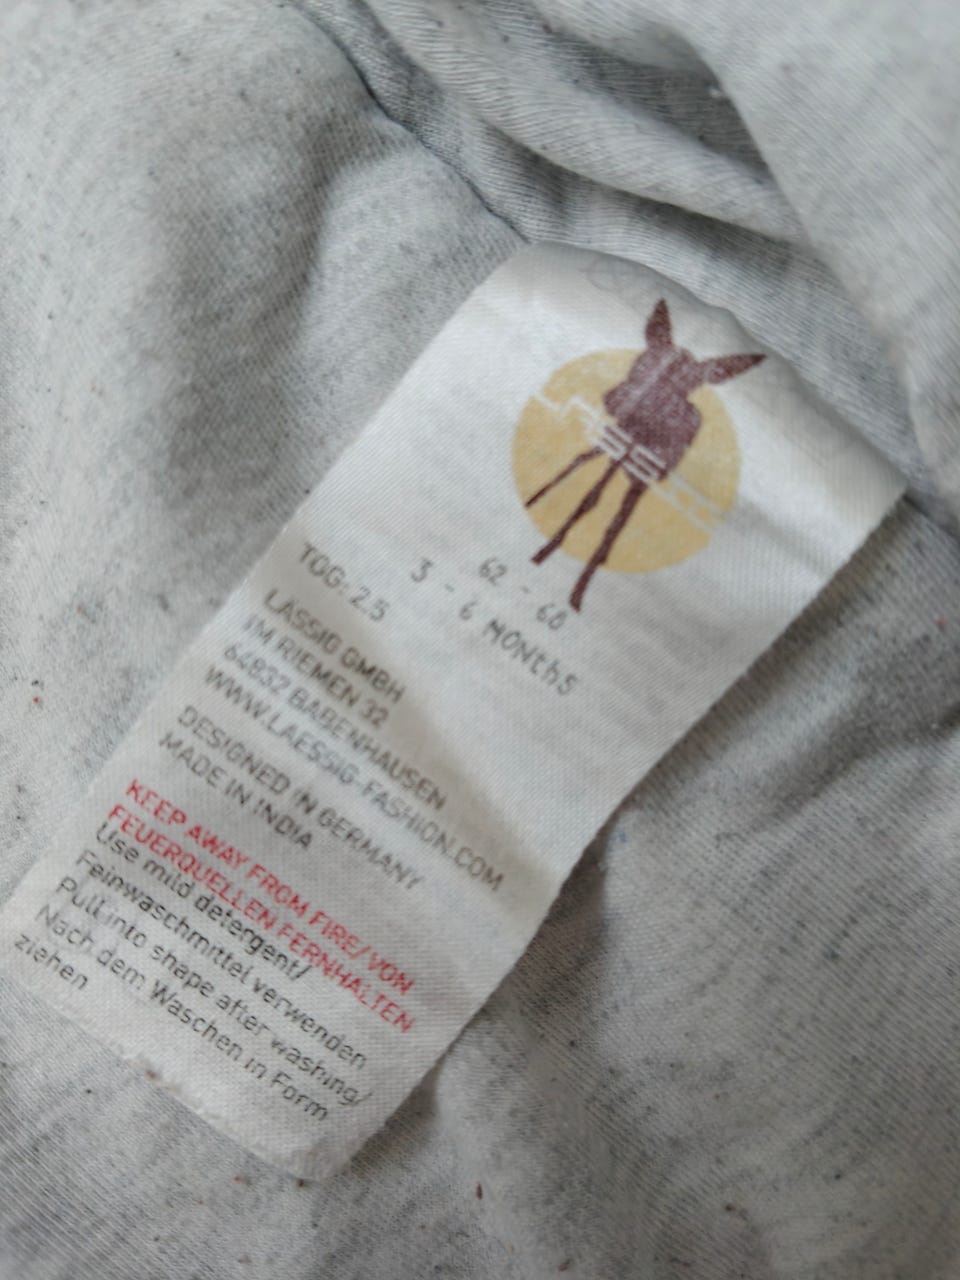 LÄSSIG
62 - 68
3 - 6 MONthS
TOG: 2.5
LÄSSIG GMBH
IM RIEMEN 32
64832 BABENHAUSEN
WWW.LAESSIG-FASHION.COM
DESIGNED IN GERMANY
MADE IN INDIA
KEEP AWAY FROM FIRE/ VON
FEUERQUELLEN FERNHALTEN
Use mild detergent/
Feinwaschmittel verwenden
Pull into shape after washing/
Nach dem Waschen in Form
ziehen